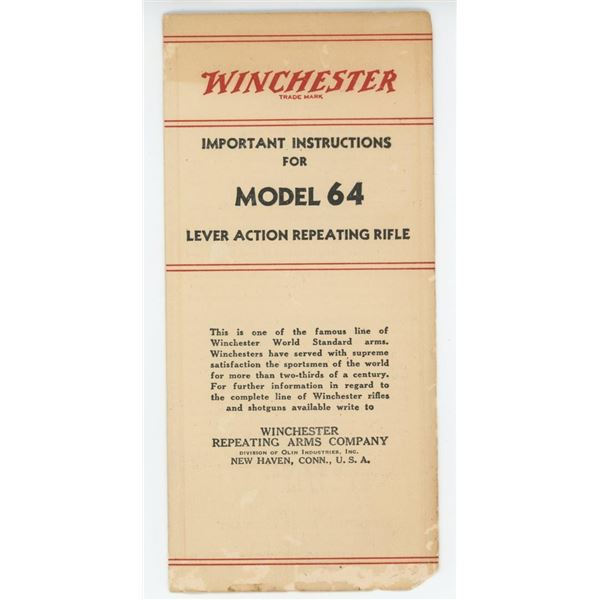 WINCHESTER
TRADE MARK
IMPORTANT INSTRUCTIONS
FOR
MODEL 64
LEVER ACTION REPEATING RIFLE
This is one of the famous line of
Winchester World Standard arms.
Winchesters have served with supreme
satisfaction the sportsmen of the world
for more than two-thirds of a century.
For further information in regard to
the complete line of Winchester rifles
and shotguns available write to
WINCHESTER
REPEATING ARMS COMPANY
DIVISION OF OLIN INDUSTRIES, INC.
NEW HAVEN, CONN., U. S. A.